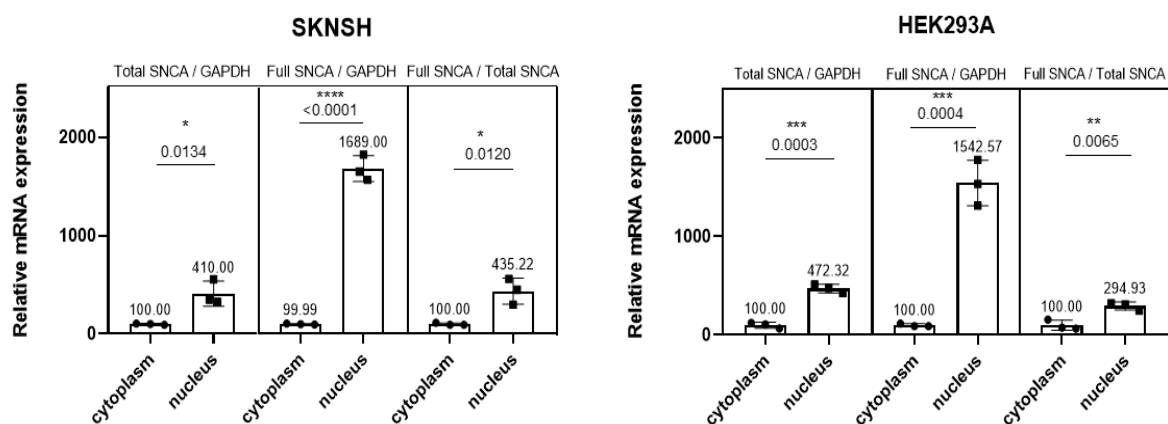 SKNSH
Total SNCA / GAPDH Full SNCA / GAPDH Full SNCA / Total SNCA
Relative mRNA expression
2000
1000
0
*
0.0134
****
<0.0001
*
0.0120
100.00
410.00
99.99
1689.00
100.00
435.22
cytoplasm
nucleus
cytoplasm
nucleus
cytoplasm
nucleus
HEK293A
Total SNCA / GAPDH Full SNCA / GAPDH Full SNCA / Total SNCA
Relative mRNA expression
2000
1000
0
***
0.0003
***
0.0004
**
0.0065
100.00
472.32
100.00
1542.57
100.00
294.93
cytoplasm
nucleus
cytoplasm
nucleus
cytoplasm
nucleus